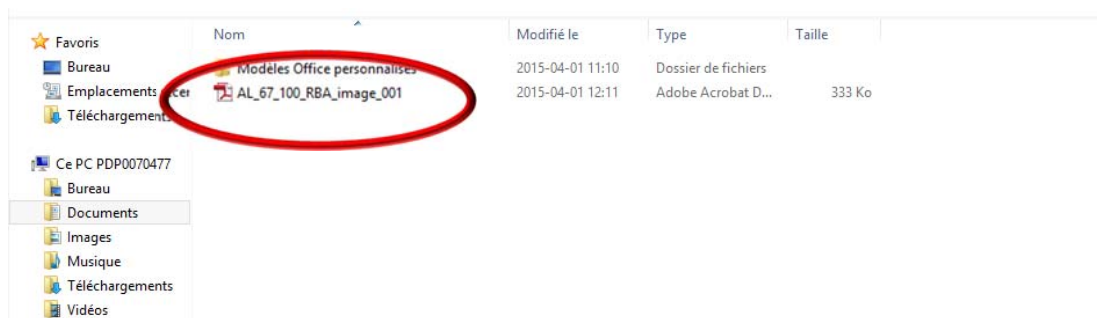 Nom Modifié le Type Taille
Favoris
Bureau
Emplacements
Téléchargements
Ce PC PDP0070477
Bureau
Documents
Images
Musique
Téléchargements
Vidéos
Modèles Office personnalisés 2015-04-01 11:10 Dossier de fichiers
AL_67_100_RBA_image_001 2015-04-01 12:11 Adobe Acrobat D... 333 Ko